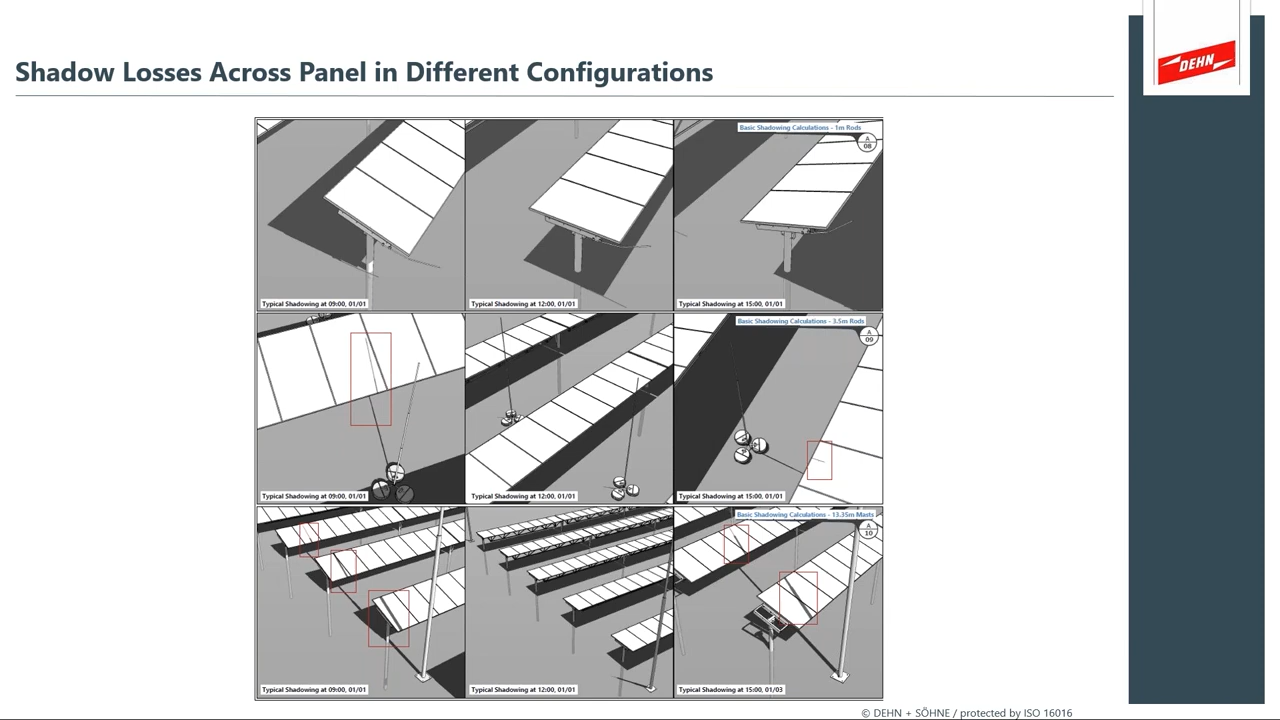 Shadow Losses Across Panel in Different Configurations
DEHN
Basic Shadowing Calculations - 1m Rods
A
08
Typical Shadowing at 09:00, 01/01
Typical Shadowing at 12:00, 01/01
Typical Shadowing at 15:00, 01/01
Basic Shadowing Calculations - 3.5m Rods
A
09
Typical Shadowing at 09:00, 01/01
Typical Shadowing at 12:00, 01/01
Typical Shadowing at 15:00, 01/01
Basic Shadowing Calculations - 13.35m Masts
A
10
Typical Shadowing at 09:00, 01/01
Typical Shadowing at 12:00, 01/01
Typical Shadowing at 15:00, 01/03
© DEHN + SÖHNE / protected by ISO 16016